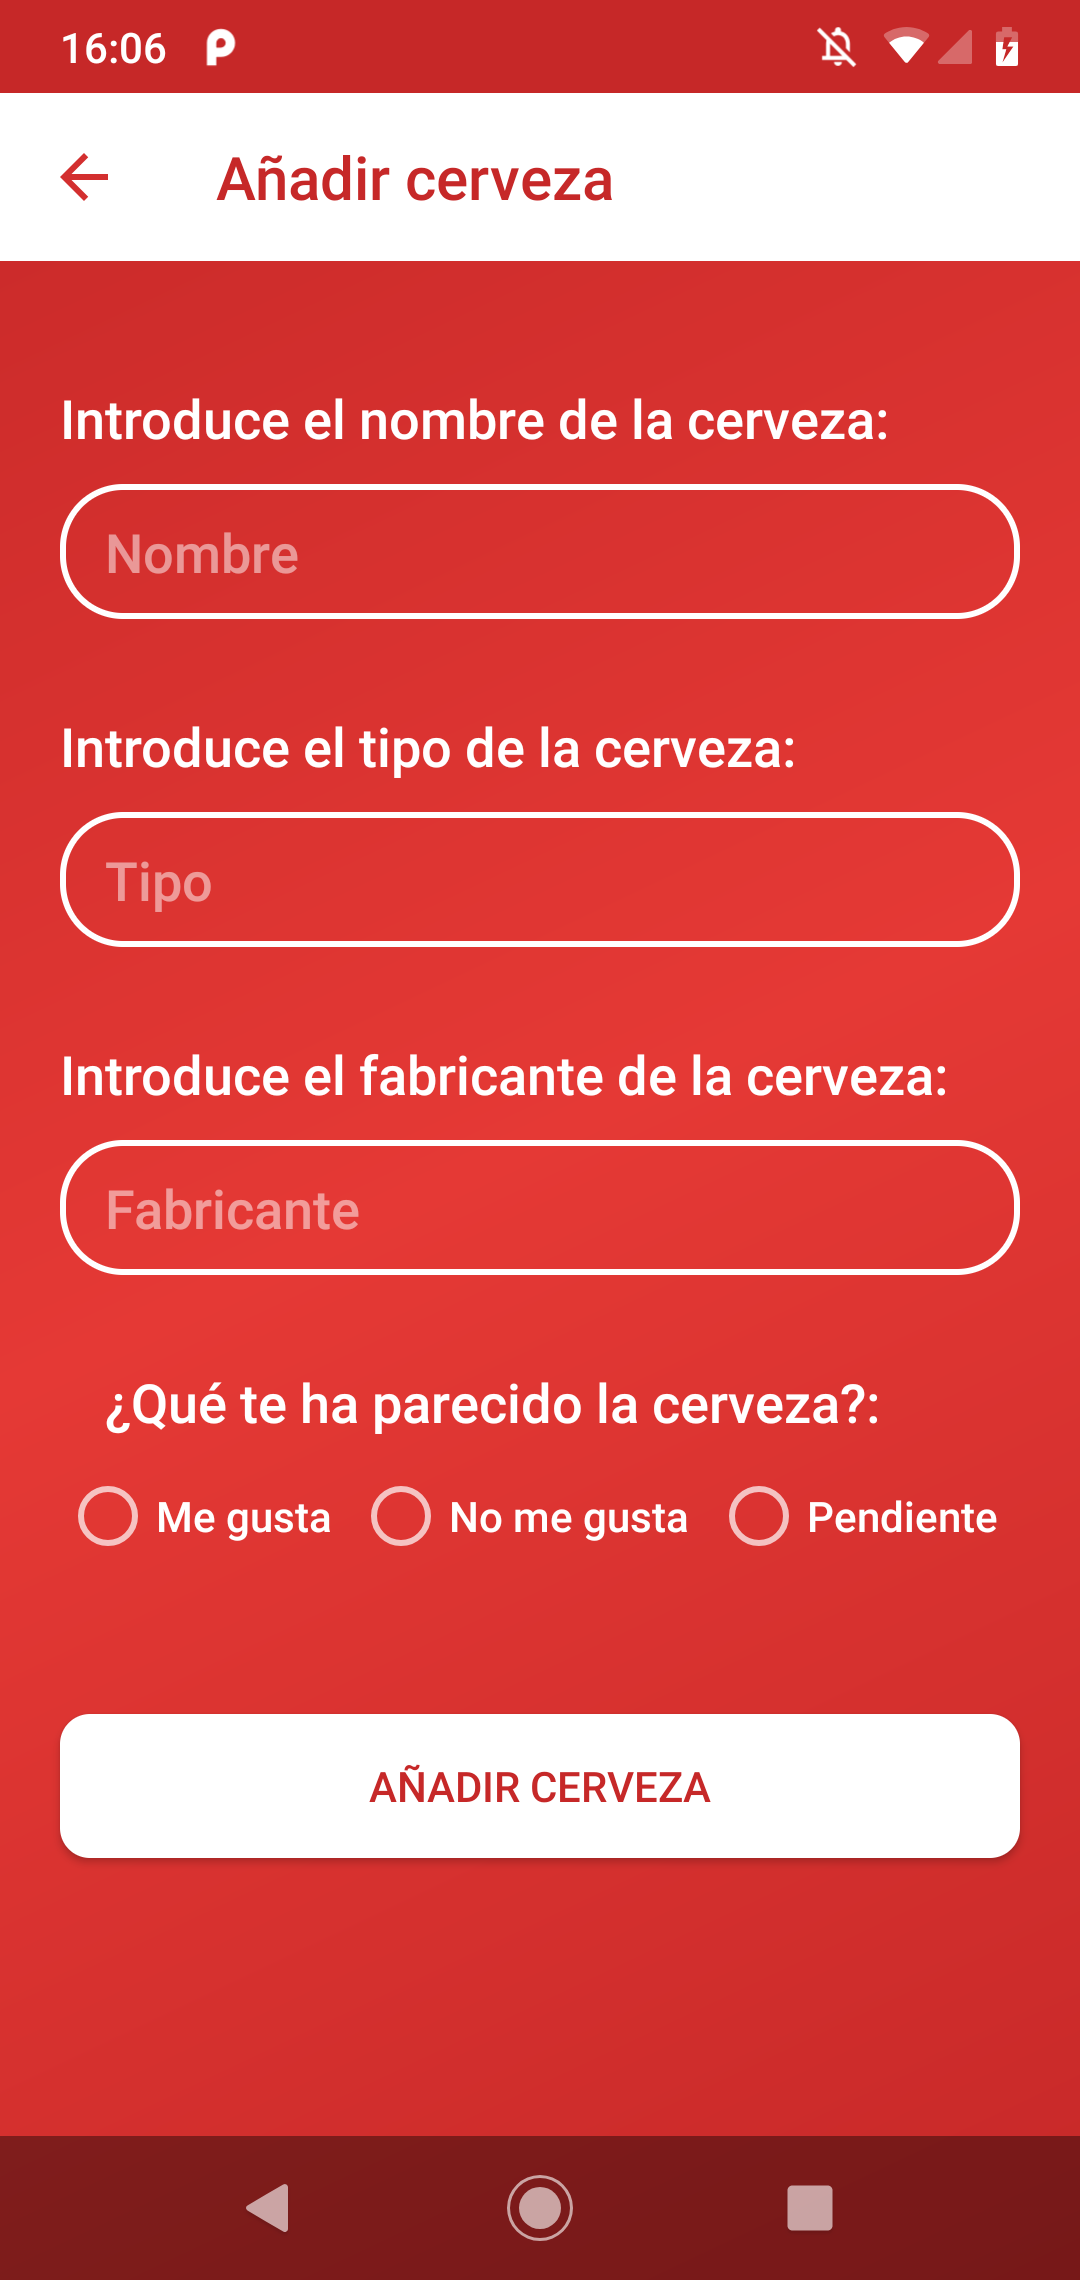 16:06
Añadir cerveza
Introduce el nombre de la cerveza:
Nombre
Introduce el tipo de la cerveza:
Tipo
Introduce el fabricante de la cerveza:
Fabricante
¿Qué te ha parecido la cerveza?:
Me gusta No me gusta Pendiente
AÑADIR CERVEZA